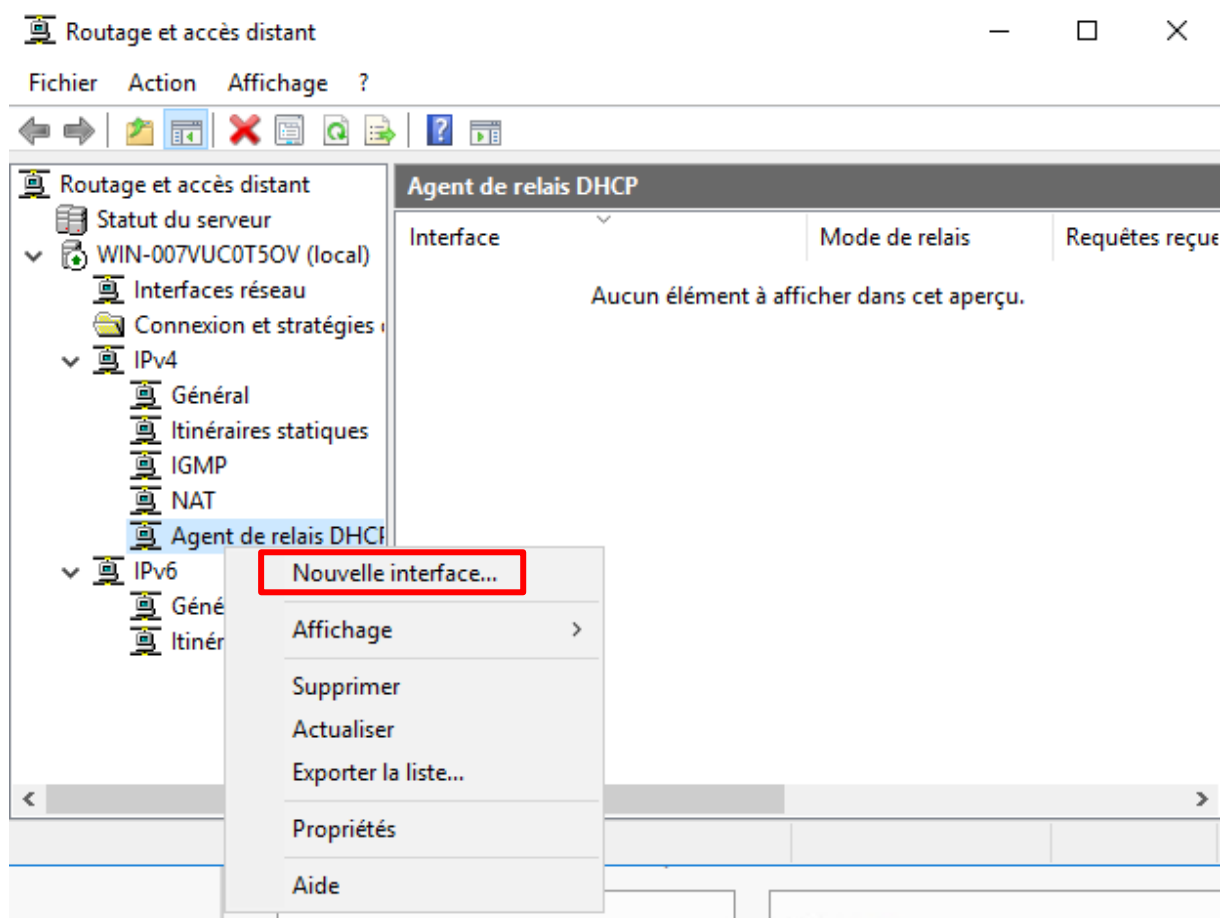 Routage et accès distant
Fichier Action Affichage ?
Routage et accès distant
Statut du serveur
WIN-007VUC0T5OV (local)
Interfaces réseau
Connexion et stratégies
IPv4
Général
Itinéraires statiques
IGMP
NAT
Agent de relais DHCP
IPv6
Géné
Itinér
Agent de relais DHCP
Interface Mode de relais Requêtes reçue
Aucun élément à afficher dans cet aperçu.
Nouvelle interface...
Affichage
Supprimer
Actualiser
Exporter la liste...
Propriétés
Aide